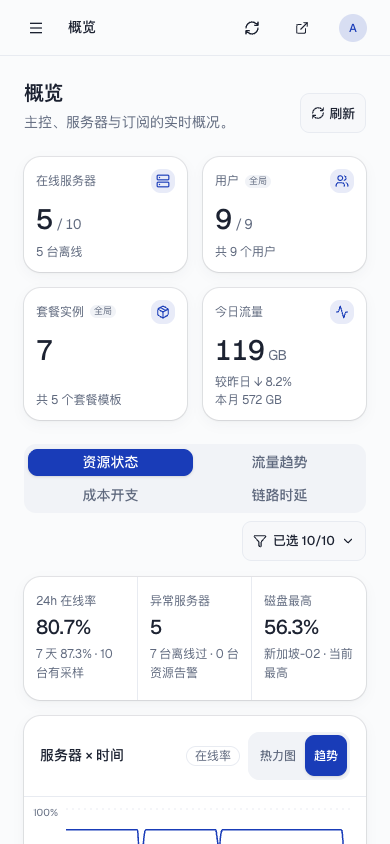 概览
A
概览
主控、服务器与订阅的实时概况。
刷新
在线服务器
5 / 10
5 台离线
用户 全局
9 / 9
共 9 个用户
套餐实例 全局
7
共 5 个套餐模板
今日流量
119 GB
较昨日 ↓ 8.2%
本月 572 GB
资源状态
流量趋势
成本开支
链路时延
已选 10/10
24h 在线率
80.7%
7 天 87.3% · 10
台有采样
异常服务器
5
7 台离线过 · 0 台
资源告警
磁盘最高
56.3%
新加坡-02 · 当前
最高
服务器 × 时间
在线率
热力图
趋势
100%